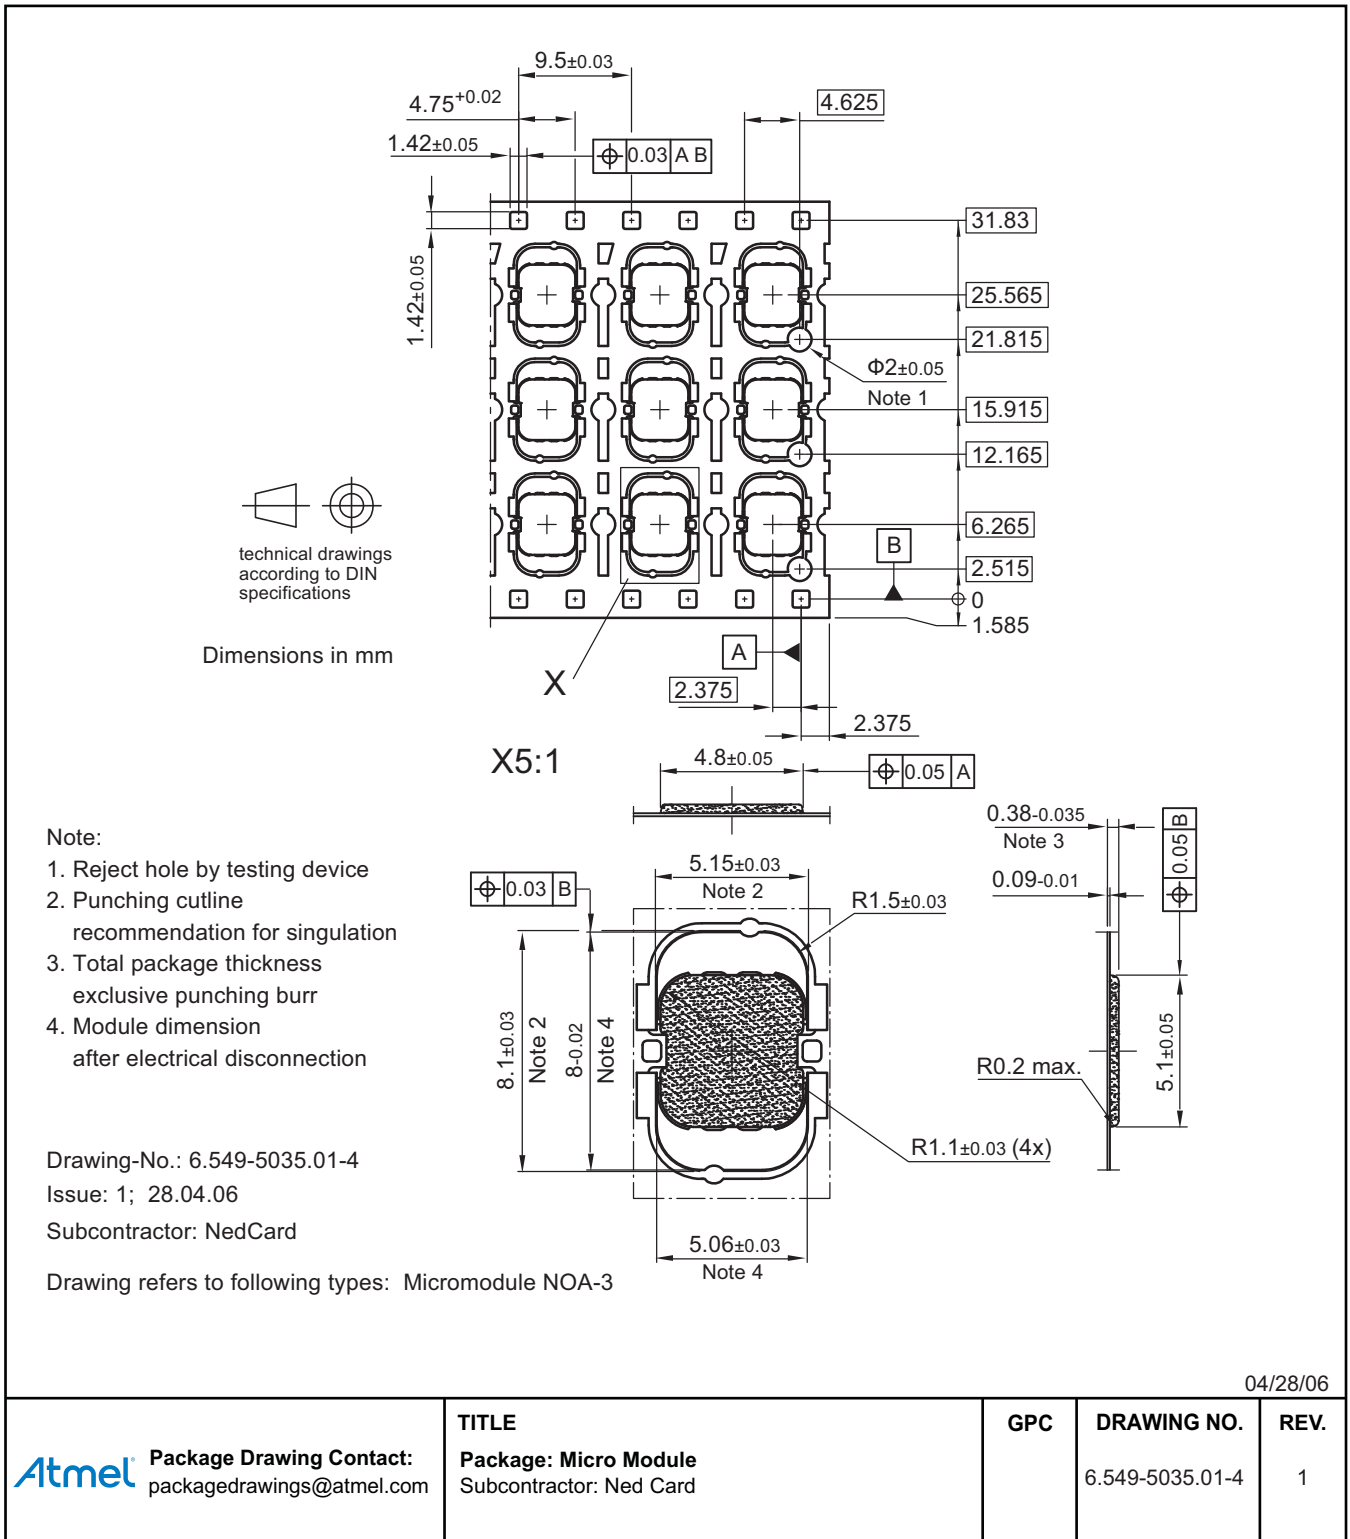 9.5±0.03
4.75+0.02
4.625
1.42±0.05
0.03 A B
31.83
1.42±0.05
25.565
21.815
Φ2±0.05
Note 1
15.915
12.165
6.265
technical drawings
according to DIN
specifications
B
2.515
0
1.585
Dimensions in mm
A
X
2.375
2.375
X5:1
4.8±0.05
0.05 A
Note:
1. Reject hole by testing device
2. Punching cutline
recommendation for singulation
3. Total package thickness
exclusive punching burr
4. Module dimension
after electrical disconnection
0.38-0.035
Note 3
0.05 B
5.15±0.03
Note 2
0.09-0.01
0.03 B
R1.5±0.03
8.1±0.03
Note 2
8-0.02
Note 4
5.1±0.05
R0.2 max.
R1.1±0.03 (4x)
5.06±0.03
Note 4
Drawing-No.: 6.549-5035.01-4
Issue: 1; 28.04.06
Subcontractor: NedCard
Drawing refers to following types: Micromodule NOA-3
04/28/06
Atmel
Package Drawing Contact:
packagedrawings@atmel.com
TITLE
Package: Micro Module
Subcontractor: Ned Card
GPC
DRAWING NO.
6.549-5035.01-4
REV.
1